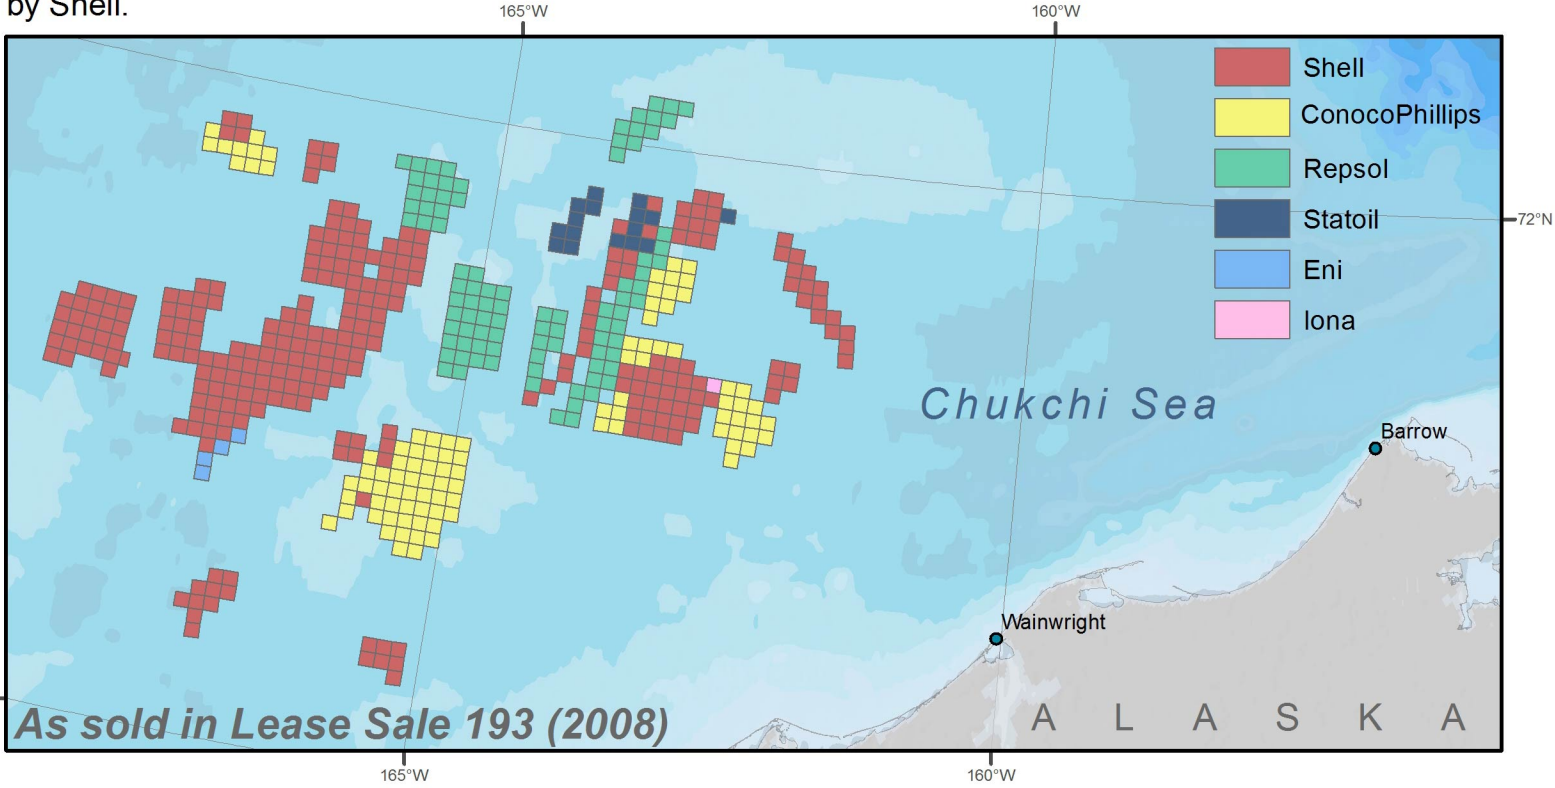 by Shell.
165°W
160°W
Shell
ConocoPhillips
Repsol
Statoil
72°N
Eni
Iona
Chukchi Sea
Barrow
Wainwright
As sold in Lease Sale 193 (2008)
A L A S K A
165°W
160°W